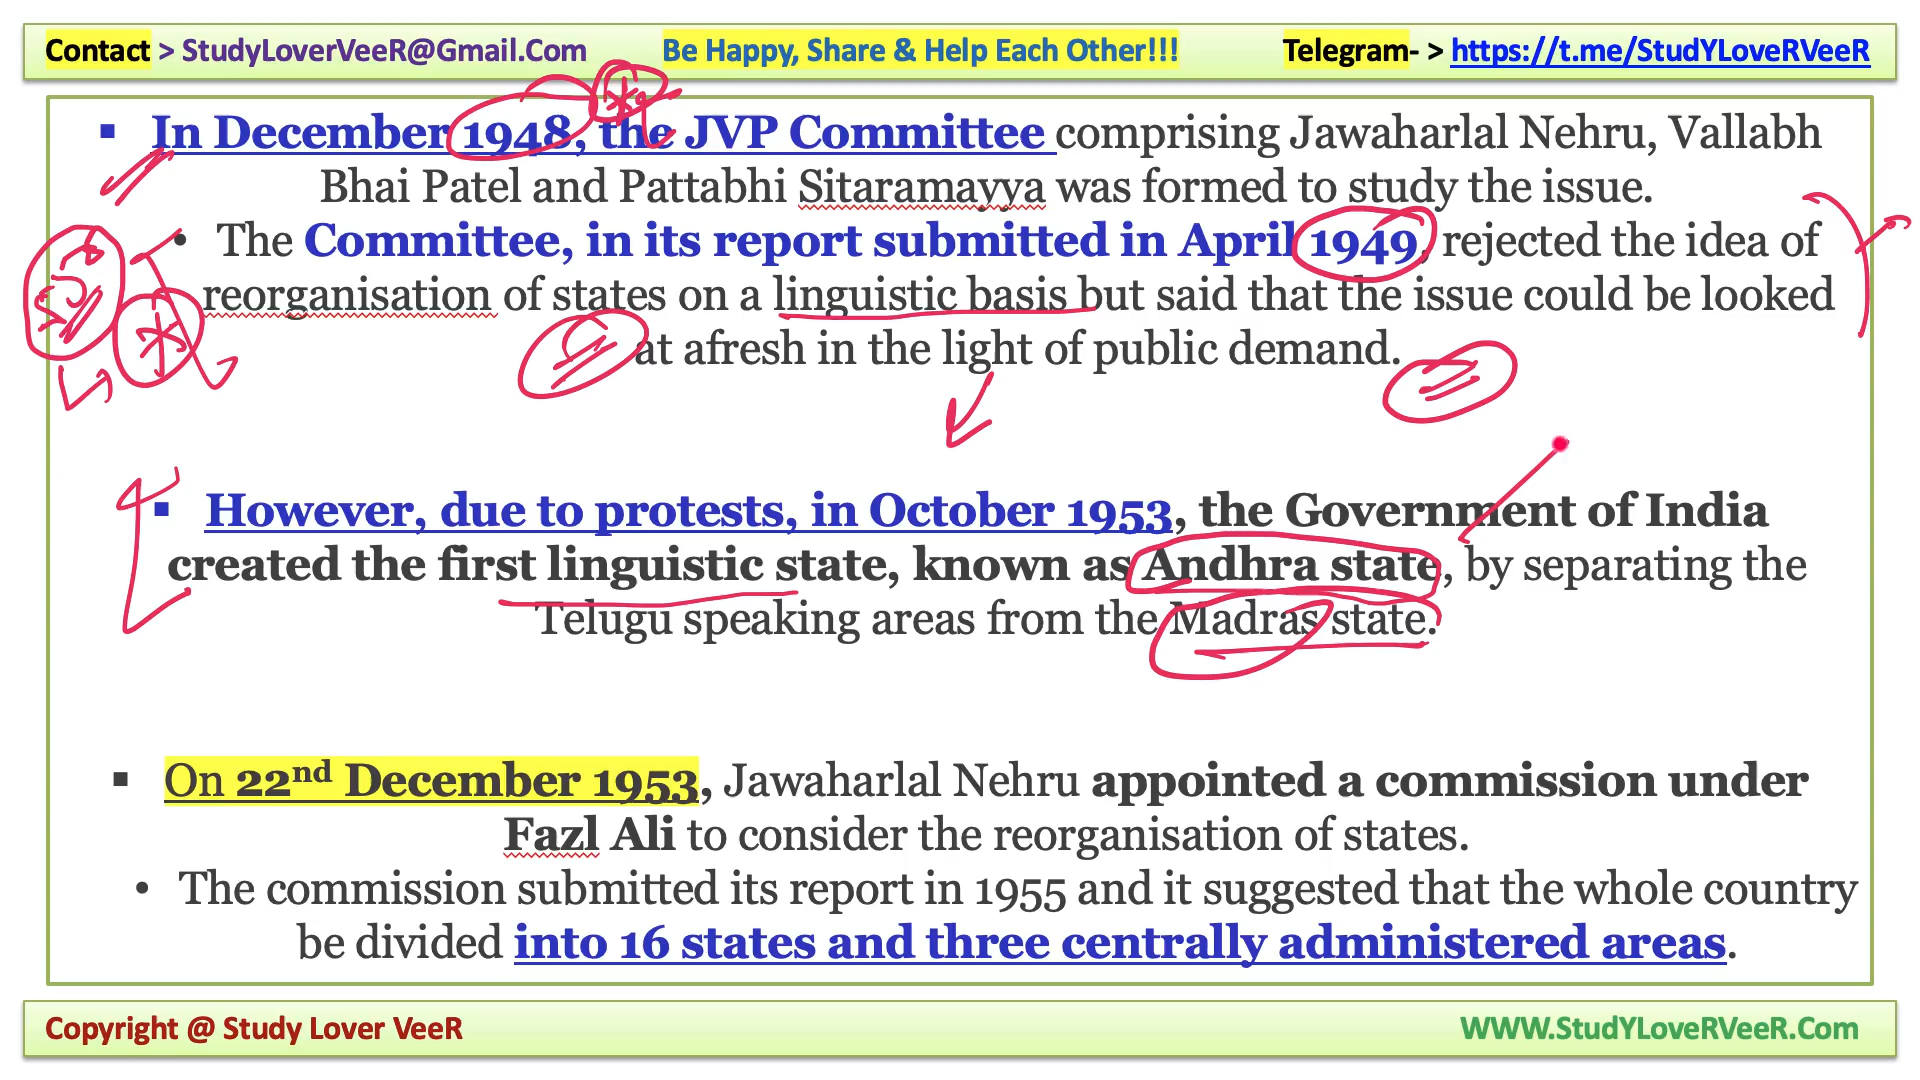 Contact > StudyLoverVeeR@Gmail.Com Be Happy, Share & Help Each Other!!! Telegram- > https://t.me/StudYLoveRVeeR
▪ In December 1948, the JVP Committee comprising Jawaharlal Nehru, Vallabh
Bhai Patel and Pattabhi Sitaramayya was formed to study the issue.
• The Committee, in its report submitted in April 1949, rejected the idea of
reorganisation of states on a linguistic basis but said that the issue could be looked
at afresh in the light of public demand.
▪ However, due to protests, in October 1953, the Government of India
created the first linguistic state, known as Andhra state, by separating the
Telugu speaking areas from the Madras state.
▪ On 22nd December 1953, Jawaharlal Nehru appointed a commission under
Fazl Ali to consider the reorganisation of states.
• The commission submitted its report in 1955 and it suggested that the whole country
be divided into 16 states and three centrally administered areas.
Copyright @ Study Lover VeeR WWW.StudYLoveRVeeR.Com